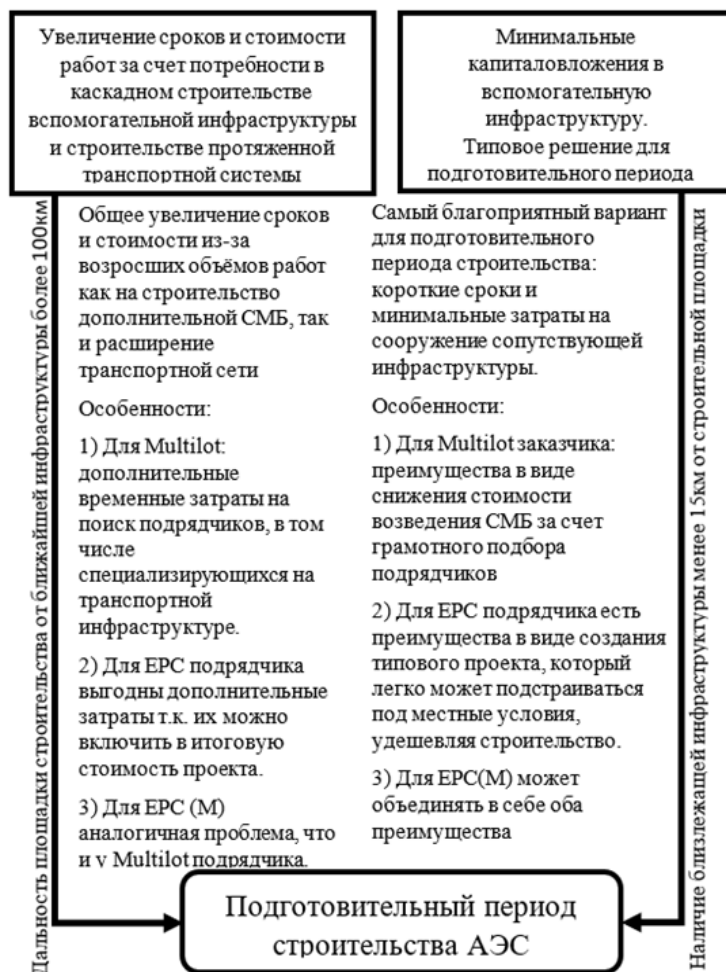 Увеличение сроков и стоимости
работ за счет потребности в
каскадном строительстве
вспомогательной инфраструктуры
и строительстве протяженной
транспортной системы
Минимальные
капиталовложения в
вспомогательную
инфраструктуру.
Типовое решение для
подготовительного периода
Дальность площадки строительства от ближайшей инфраструктуры более 100км
Общее увеличение сроков
и стоимости из-за
возросших объёмов работ
как на строительство
дополнительной СМБ, так
и расширение
транспортной сети
Особенности:
1) Для Multilot:
дополнительные
временные затраты на
поиск подрядчиков, в том
числе
специализирующихся на
транспортной
инфраструктуре.
2) Для ЕРС подрядчика
выгодны дополнительные
затраты т.к. их можно
включить в итоговую
стоимость проекта.
3) Для ЕРС (М)
аналогичная проблема, что
и у Multilot подрядчика.
Самый благоприятный вариант
для подготовительного
периода строительства:
короткие сроки и
минимальные затраты на
сооружение сопутствующей
инфраструктуры.
Особенности:
1) Для Multilot заказчика:
преимущества в виде
снижения стоимости
возведения СМБ за счет
грамотного подбора
подрядчиков
2) Для ЕРС подрядчика есть
преимущества в виде создания
типового проекта, который
легко может подстраиваться
под местные условия,
удешевляя строительство.
3) Для ЕРС(М) может
объединять в себе оба
преимущества
Наличие близлежащей инфраструктуры менее 15км от строительной площадки
Подготовительный период
строительства АЭС